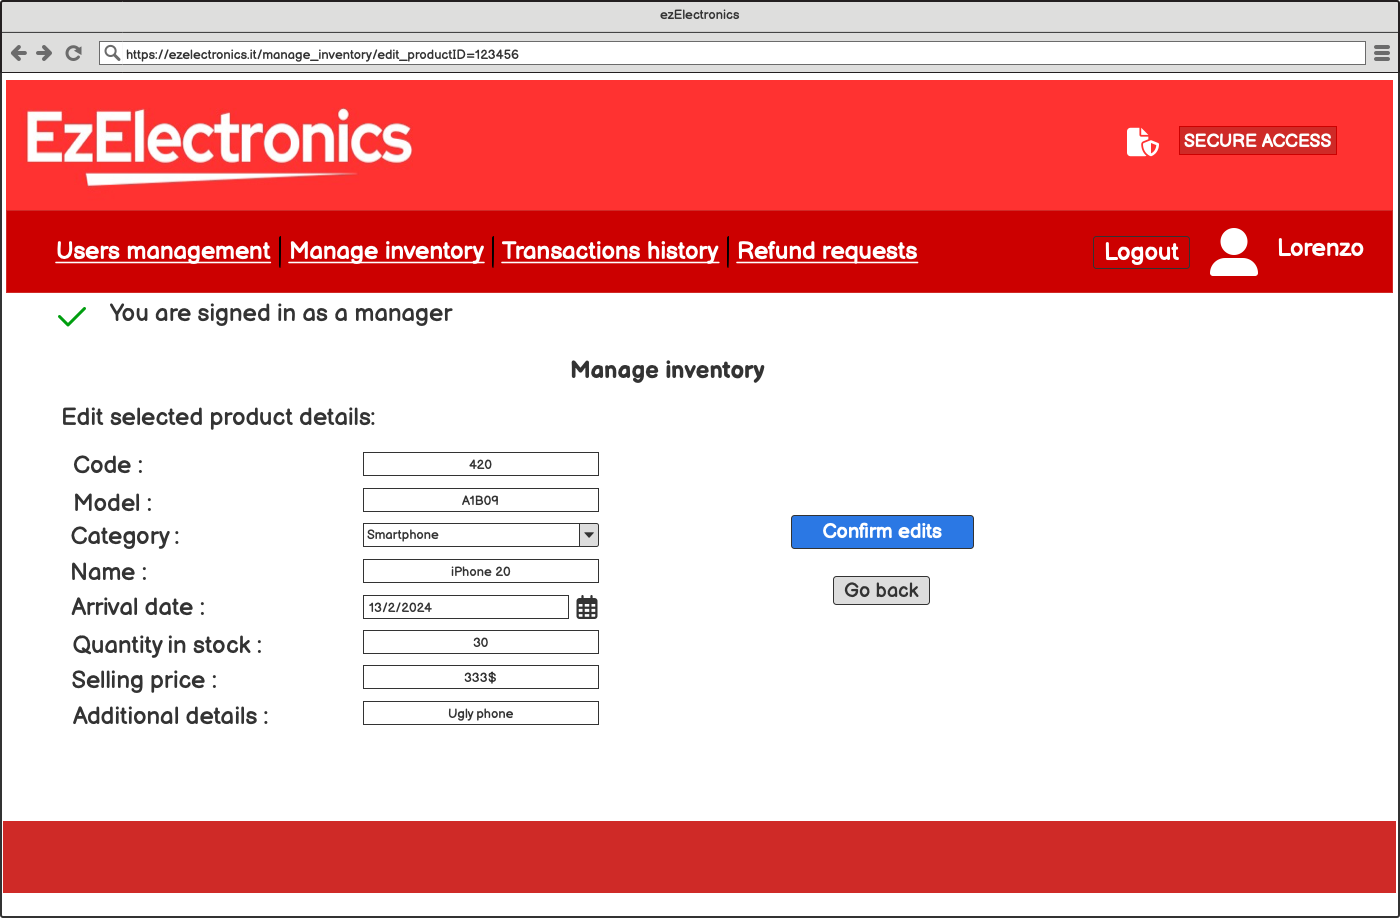 ezElectronics
https://ezelectronics.it/manage_inventory/edit_productID=123456
EzElectronics
SECURE ACCESS
Users management Manage inventory Transactions history Refund requests Logout Lorenzo
You are signed in as a manager
Manage inventory
Edit selected product details:
Code : 420
Model : A1B09
Category : Smartphone
Confirm edits
Name : iPhone 20
Go back
Arrival date : 13/2/2024
Quantity in stock : 30
Selling price : 333$
Additional details : Ugly phone